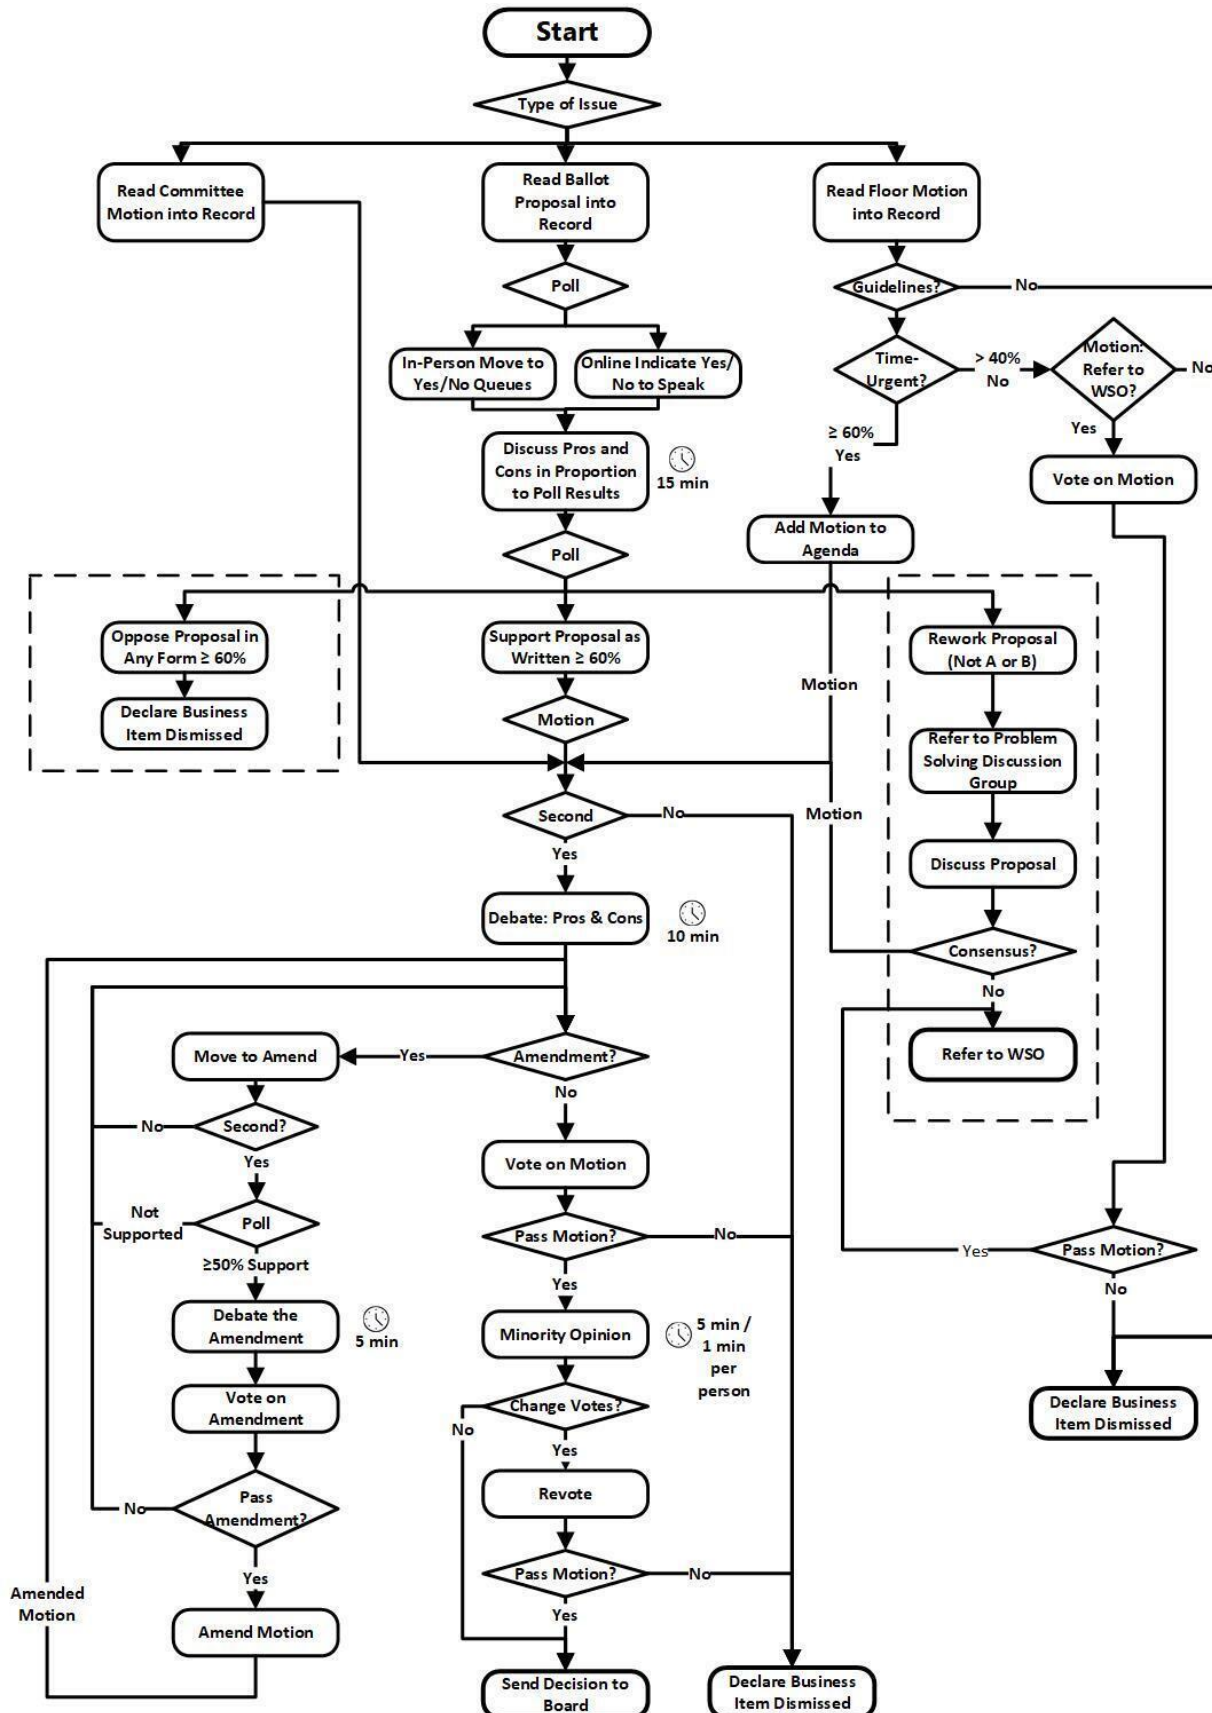 Start
Type of Issue
Read Committee
Motion into Record
Read Ballot
Proposal into
Record
Read Floor Motion
into Record
Poll
Guidelines?
No
In-Person Move to
Yes/No Queues
Online Indicate Yes/
No to Speak
Time-
Urgent?
> 40%
No
Motion:
Refer to
WSO?
No
≥ 60%
Yes
Yes
Discuss Pros and
Cons in Proportion
to Poll Results
15 min
Vote on Motion
Add Motion to
Agenda
Poll
Oppose Proposal in
Any Form ≥ 60%
Support Proposal as
Written ≥ 60%
Rework Proposal
(Not A or B)
Declare Business
Item Dismissed
Motion
Motion
Refer to Problem
Solving Discussion
Group
Second
No
Motion
Yes
Discuss Proposal
Debate: Pros & Cons
10 min
Consensus?
No
Move to Amend
Yes
Amendment?
Refer to WSO
No
No
Second?
Yes
Vote on Motion
Not
Supported
Poll
Pass Motion?
No
Yes
Pass Motion?
≥50% Support
Yes
No
Debate the
Amendment
5 min
Minority Opinion
5 min /
1 min
per
person
Vote on
Amendment
Change Votes?
No
Yes
Declare Business
Item Dismissed
No
Pass
Amendment?
Revote
Yes
Pass Motion?
No
Amended
Motion
Amend Motion
Yes
Send Decision to
Board
Declare Business
Item Dismissed